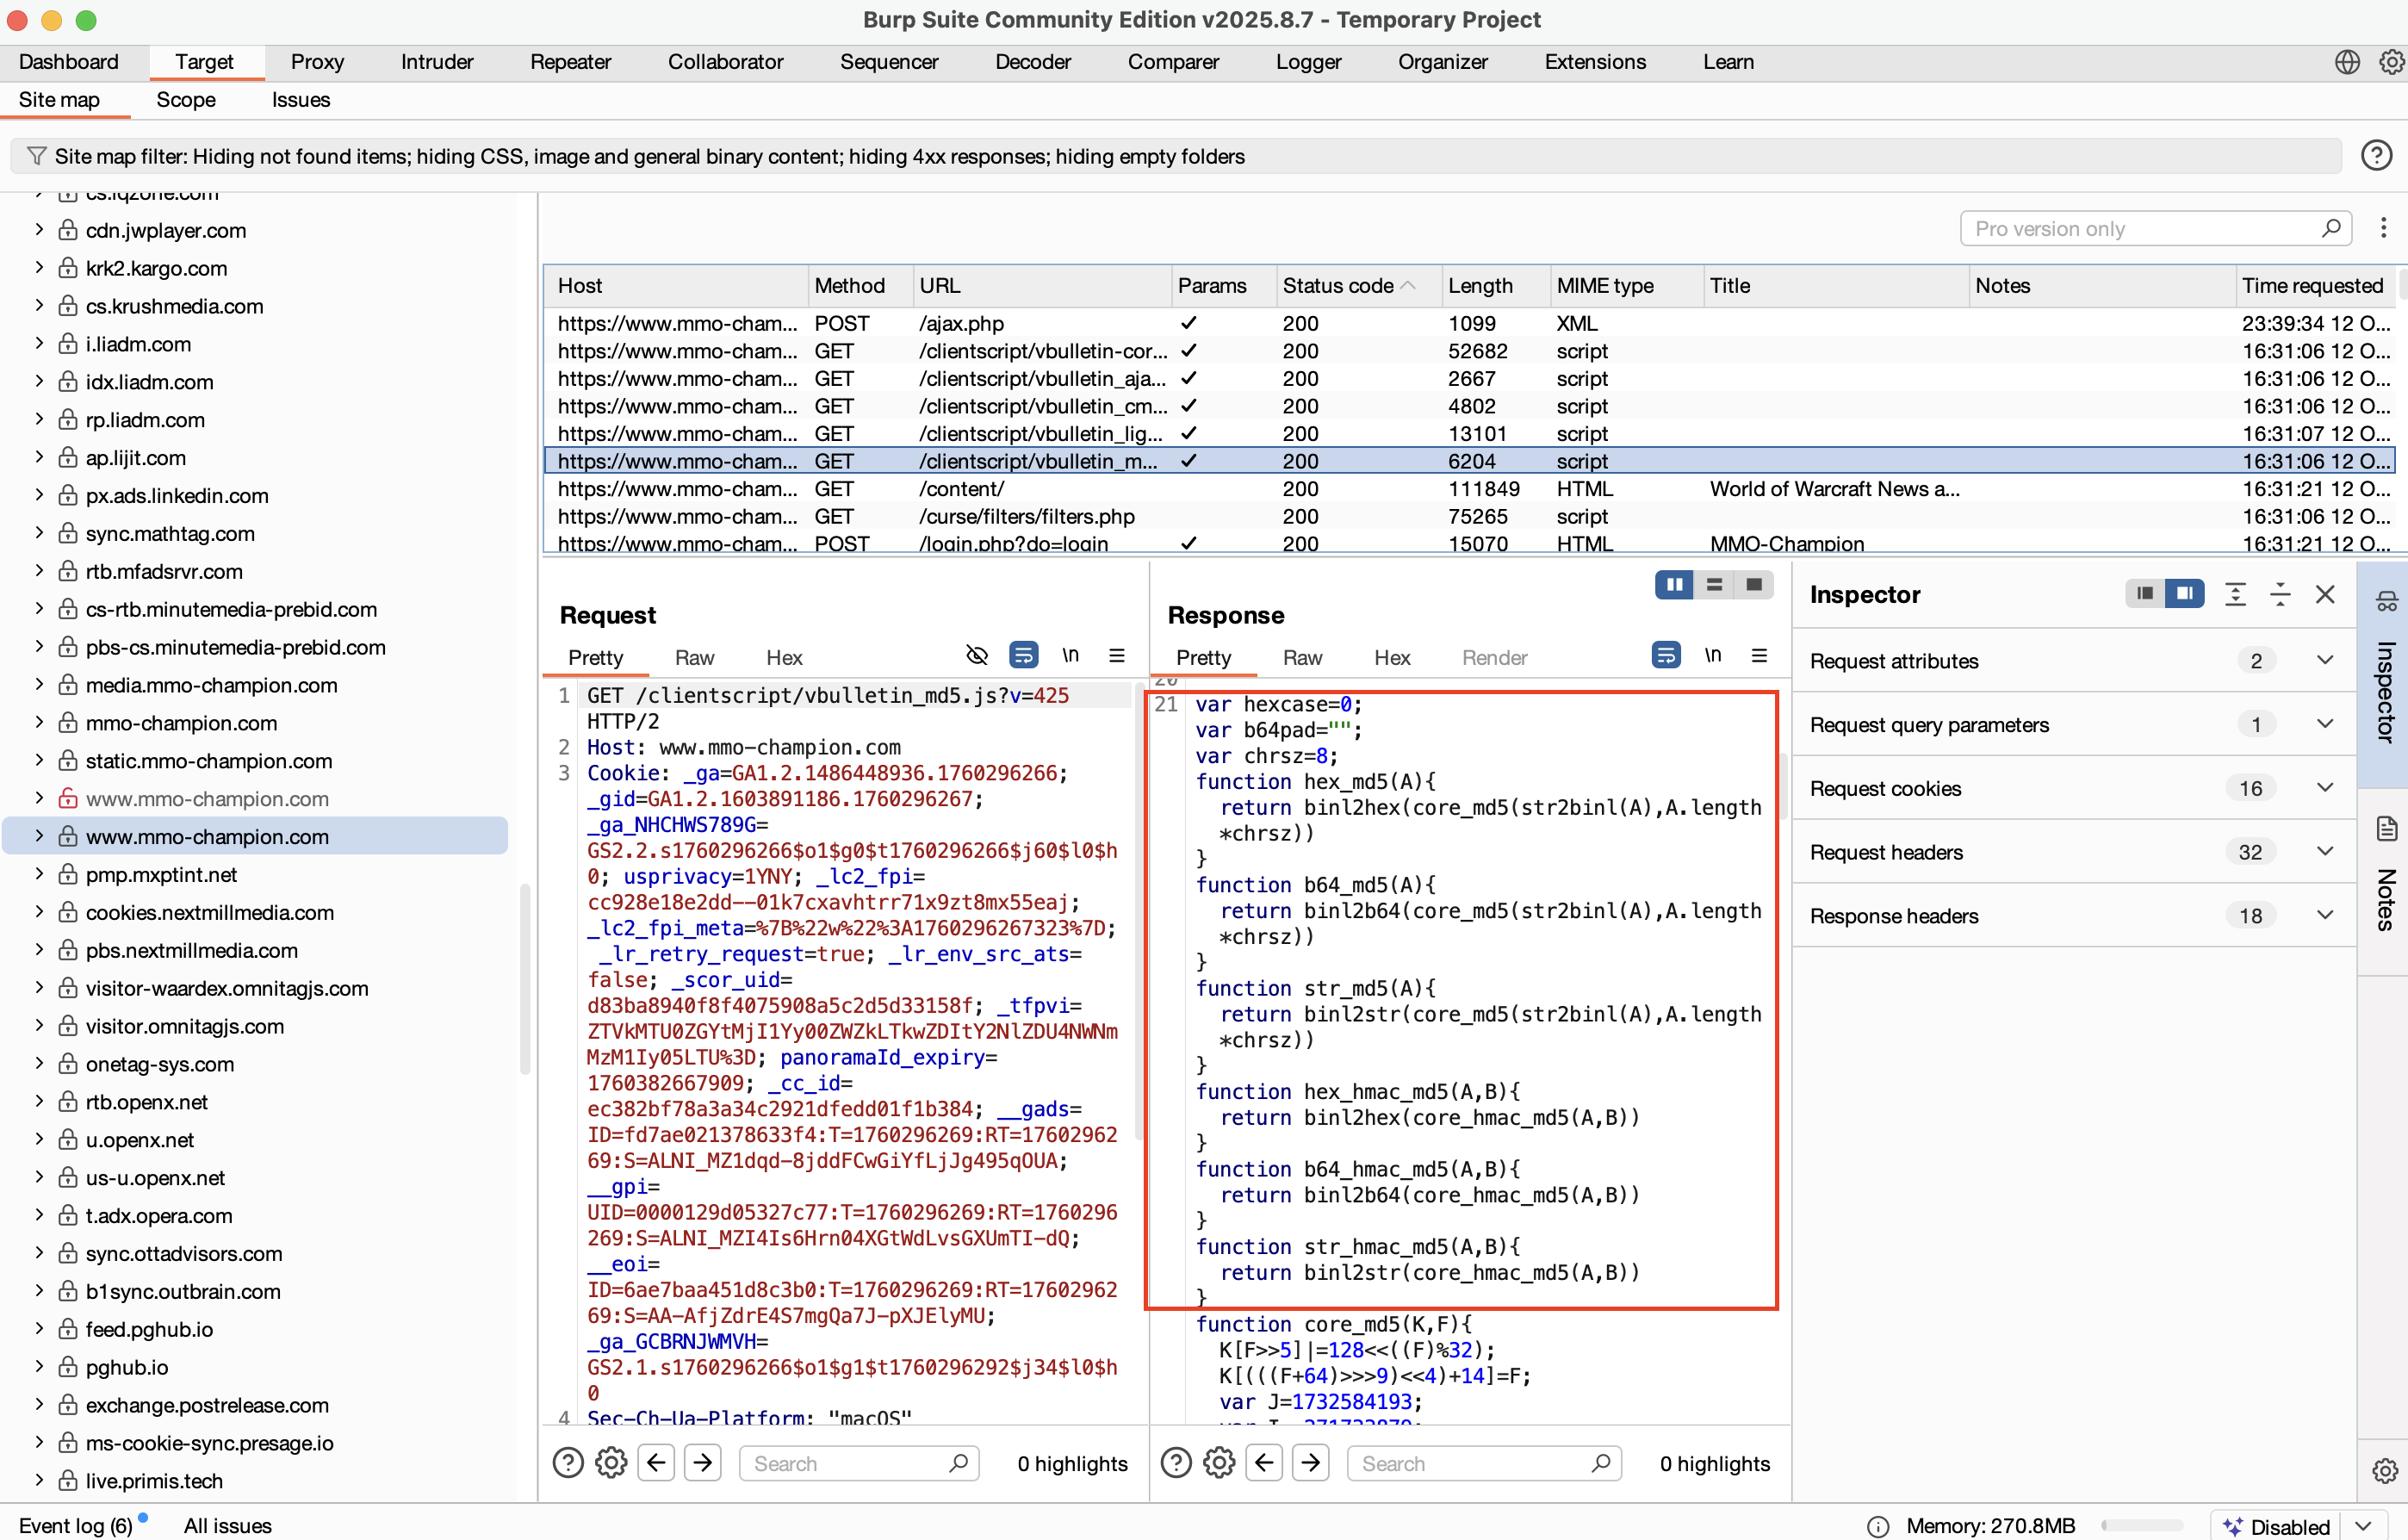 Burp Suite Community Edition v2025.8.7 - Temporary Project
Dashboard Target Proxy Intruder Repeater Collaborator Sequencer Decoder Comparer Logger Organizer Extensions Learn
Site map Scope Issues
Site map filter: Hiding not found items; hiding CSS, image and general binary content; hiding 4xx responses; hiding empty folders
cs.iqzone.com
cdn.jwplayer.com
krk2.kargo.com
cs.krushmedia.com
i.liadm.com
idx.liadm.com
rp.liadm.com
ap.lijit.com
px.ads.linkedin.com
sync.mathtag.com
rtb.mfadsrvr.com
cs-rtb.minutemedia-prebid.com
pbs-cs.minutemedia-prebid.com
media.mmo-champion.com
mmo-champion.com
static.mmo-champion.com
www.mmo-champion.com
www.mmo-champion.com
pmp.mxptint.net
cookies.nextmillmedia.com
pbs.nextmillmedia.com
visitor-waardex.omnitagjs.com
visitor.omnitagjs.com
onetag-sys.com
rtb.openx.net
u.openx.net
us-u.openx.net
t.adx.opera.com
sync.ottadvisors.com
b1sync.outbrain.com
feed.pghub.io
pghub.io
exchange.postrelease.com
ms-cookie-sync.presage.io
live.primis.tech
Pro version only
Host Method URL Params Status code Length MIME type Title Notes Time requested
https://www.mmo-cham... POST /ajax.php ✓ 200 1099 XML 23:39:34 12 O...
https://www.mmo-cham... GET /clientscript/vbulletin-cor... ✓ 200 52682 script 16:31:06 12 O...
https://www.mmo-cham... GET /clientscript/vbulletin_aja... ✓ 200 2667 script 16:31:06 12 O...
https://www.mmo-cham... GET /clientscript/vbulletin_cm... ✓ 200 4802 script 16:31:06 12 O...
https://www.mmo-cham... GET /clientscript/vbulletin_lig... ✓ 200 13101 script 16:31:07 12 O...
https://www.mmo-cham... GET /clientscript/vbulletin_m... ✓ 200 6204 script 16:31:06 12 O...
https://www.mmo-cham... GET /content/ 200 111849 HTML World of Warcraft News a... 16:31:21 12 O...
https://www.mmo-cham... GET /curse/filters/filters.php 200 75265 script 16:31:06 12 O...
https://www.mmo-cham... POST /login.php?do=login ✓ 200 15070 HTML MMO-Champion 16:31:21 12 O...
Request
Pretty Raw Hex \n
1 GET /clientscript/vbulletin_md5.js?v=425
HTTP/2
2 Host: www.mmo-champion.com
3 Cookie: _ga=GA1.2.1486448936.1760296266;
_gid=GA1.2.1603891186.1760296267;
_ga_NHCHWS789G=
GS2.2.s1760296266$o1$g0$t1760296266$j60$l0$h
0; usprivacy=1YNY; _lc2_fpi=
cc928e18e2dd--01k7cxavhtrr71x9zt8mx55eaj;
_lc2_fpi_meta=%7B%22w%22%3A1760296267323%7D;
_lr_retry_request=true; _lr_env_src_ats=
false; _scor_uid=
d83ba8940f8f4075908a5c2d5d33158f; _tfpvi=
ZTVkMTU0ZGYtMjI1Yy00ZWZkLTkwZDItY2NlZDU4NWNm
MzM1Iy05LTU%3D; panoramaId_expiry=
1760382667909; _cc_id=
ec382bf78a3a34c2921dfedd01f1b384; __gads=
ID=fd7ae021378633f4:T=1760296269:RT=17602962
69:S=ALNI_MZ1dqd-8jddFCwGiYfLjJg495qOUA;
__gpi=
UID=0000129d05327c77:T=1760296269:RT=1760296
269:S=ALNI_MZI4Is6Hrn04XGtWdLvsGXUmTI-dQ;
__eoi=
ID=6ae7baa451d8c3b0:T=1760296269:RT=17602962
69:S=AA-AfjZdrE4S7mgQa7J-pXJElyMU;
_ga_GCBRNJWMVH=
GS2.1.s1760296266$o1$g1$t1760296292$j34$l0$h
0
4 Sec-Ch-Ua-Platform: "macOS"
Search 0 highlights
Response
Pretty Raw Hex Render \n
20
21 var hexcase=0;
var b64pad="";
var chrsz=8;
function hex_md5(A){
return binl2hex(core_md5(str2binl(A),A.length
*chrsz))
}
function b64_md5(A){
return binl2b64(core_md5(str2binl(A),A.length
*chrsz))
}
function str_md5(A){
return binl2str(core_md5(str2binl(A),A.length
*chrsz))
}
function hex_hmac_md5(A,B){
return binl2hex(core_hmac_md5(A,B))
}
function b64_hmac_md5(A,B){
return binl2b64(core_hmac_md5(A,B))
}
function str_hmac_md5(A,B){
return binl2str(core_hmac_md5(A,B))
}
function core_md5(K,F){
K[F>>5]|=128<<((F)%32);
K[(((F+64)>>>9)<<4)+14]=F;
var J=1732584193;
Search 0 highlights
Inspector
Request attributes 2
Request query parameters 1
Request cookies 16
Request headers 32
Response headers 18
Inspector
Notes
Event log (6) All issues
Memory: 270.8MB
Disabled